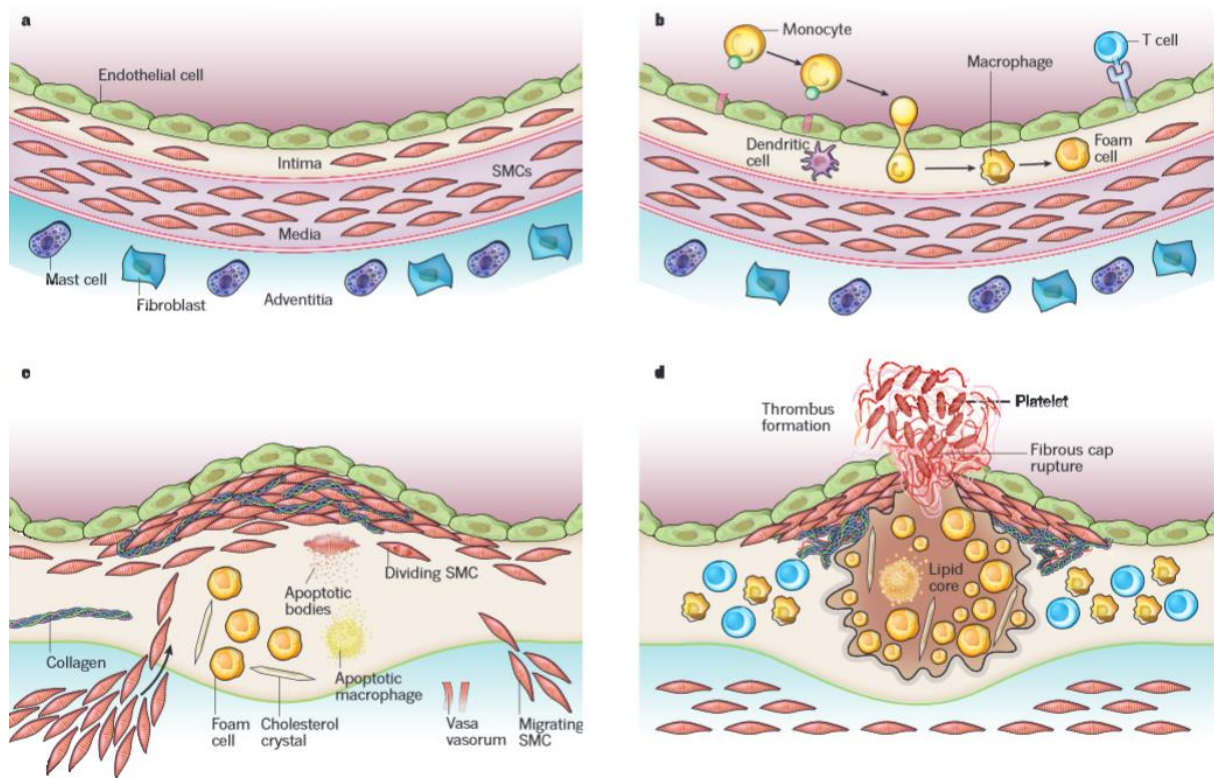 a
Endothelial cell
Intima
SMCs
Media
Mast cell
Fibroblast
Adventitia
b
Monocyte
T cell
Macrophage
Dendritic
cell
Foam
cell
c
Apoptotic
bodies
Dividing SMC
Collagen
Apoptotic
macrophage
Foam
cell
Cholesterol
crystal
Vasa
vasorum
Migrating
SMC
d
Thrombus
formation
Platelet
Fibrous cap
rupture
Lipid
core